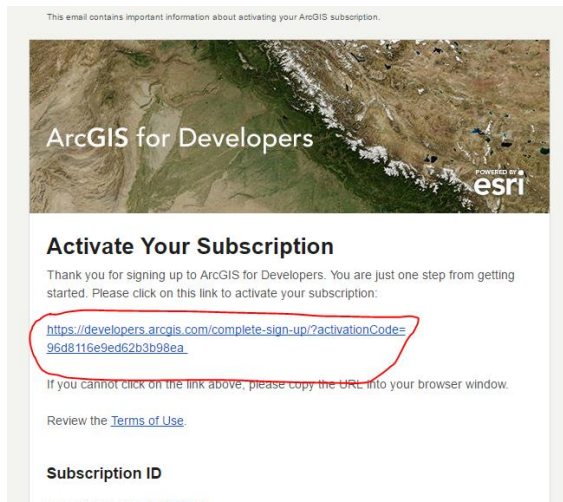 This email contains important information about activating your ArcGIS subscription.
ArcGIS for Developers
POWERED BY
esri
Activate Your Subscription
Thank you for signing up to ArcGIS for Developers. You are just one step from getting
started. Please click on this link to activate your subscription:
https://developers.arcgis.com/complete-sign-up/?activationCode=
96d8116e9ed62b3b98ea
If you cannot click on the link above, please copy the URL into your browser window.
Review the Terms of Use.
Subscription ID